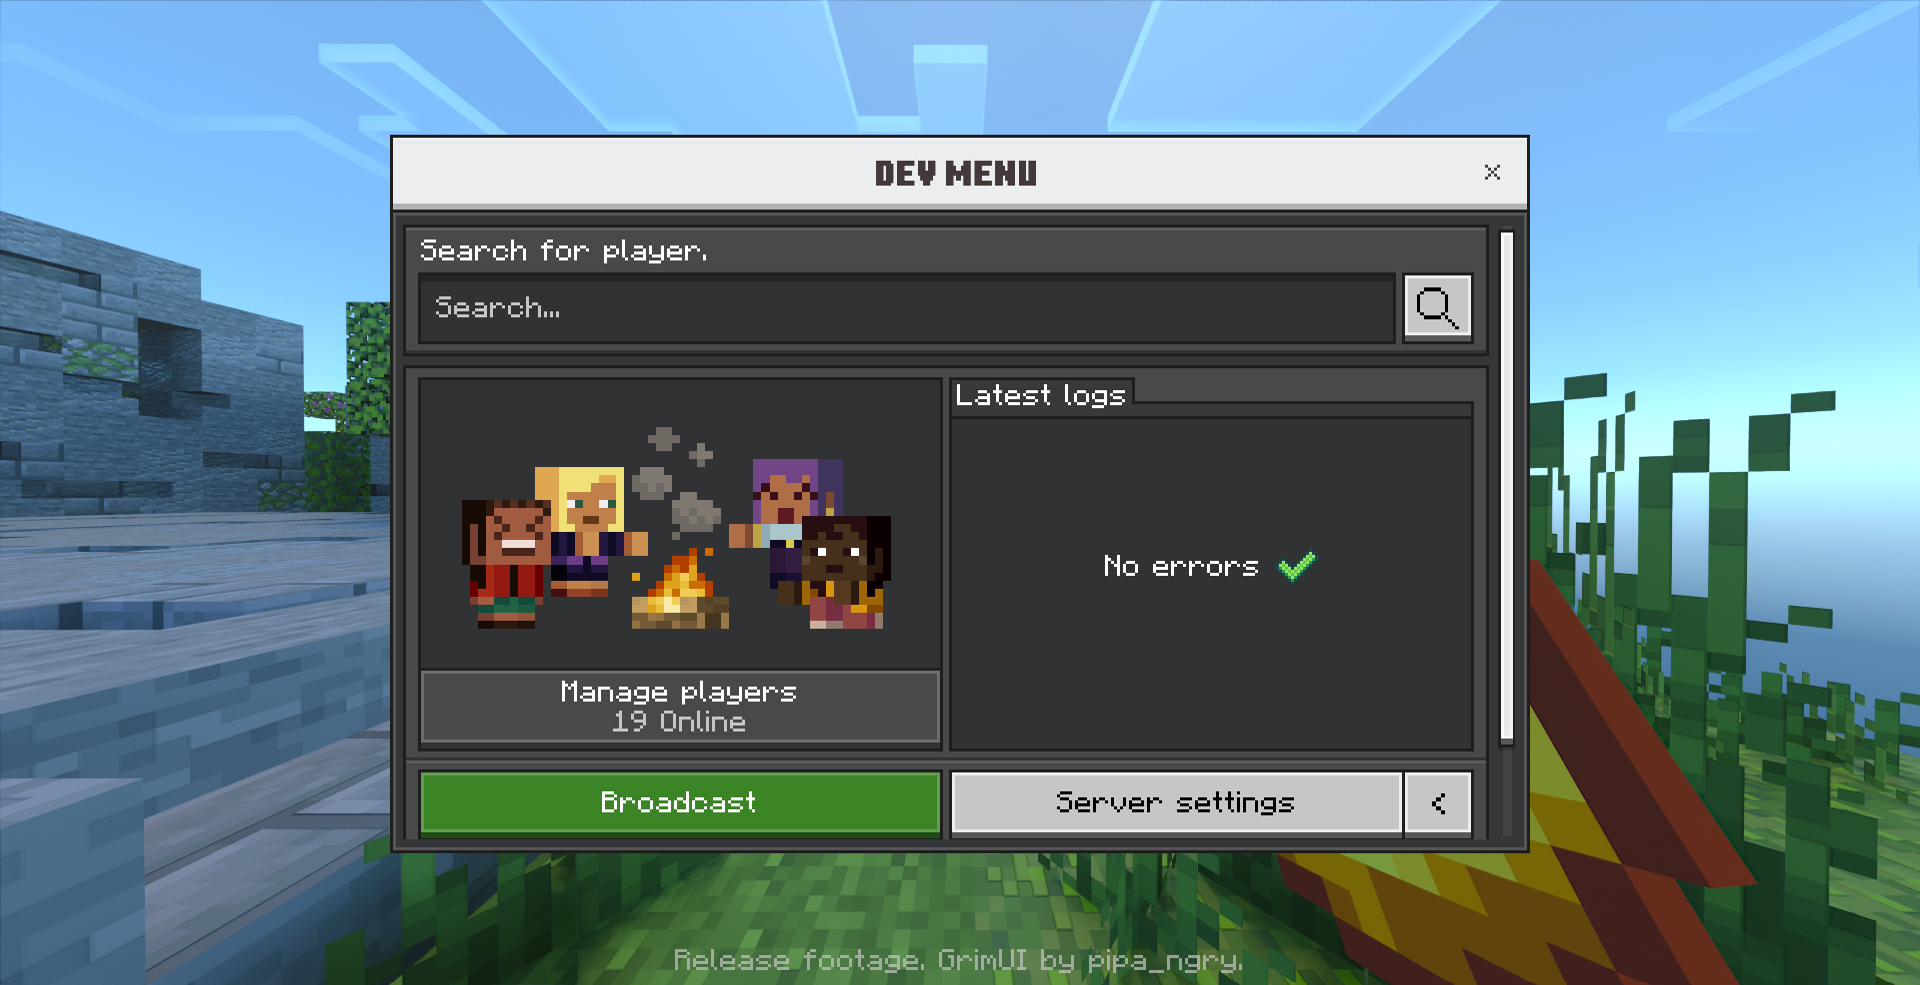 DEV MENU
Search for player.
Search...
Latest logs
No errors
Manage players
19 Online
Broadcast
Server settings
<
Release footage. GrimUI by pipa_ngry.